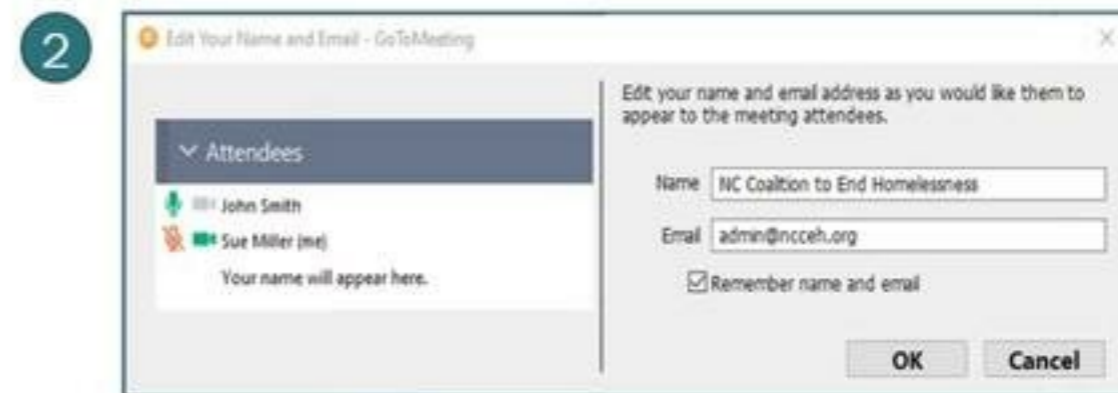 2
Edit Your Name and Email - GoToMeeting
Attendees
John Smith
Sue Miller (me)
Your name will appear here.
Edit your name and email address as you would like them to
appear to the meeting attendees.
Name NC Coaltion to End Homelessness
Email admin@ncceh.org
Remember name and email
OK Cancel